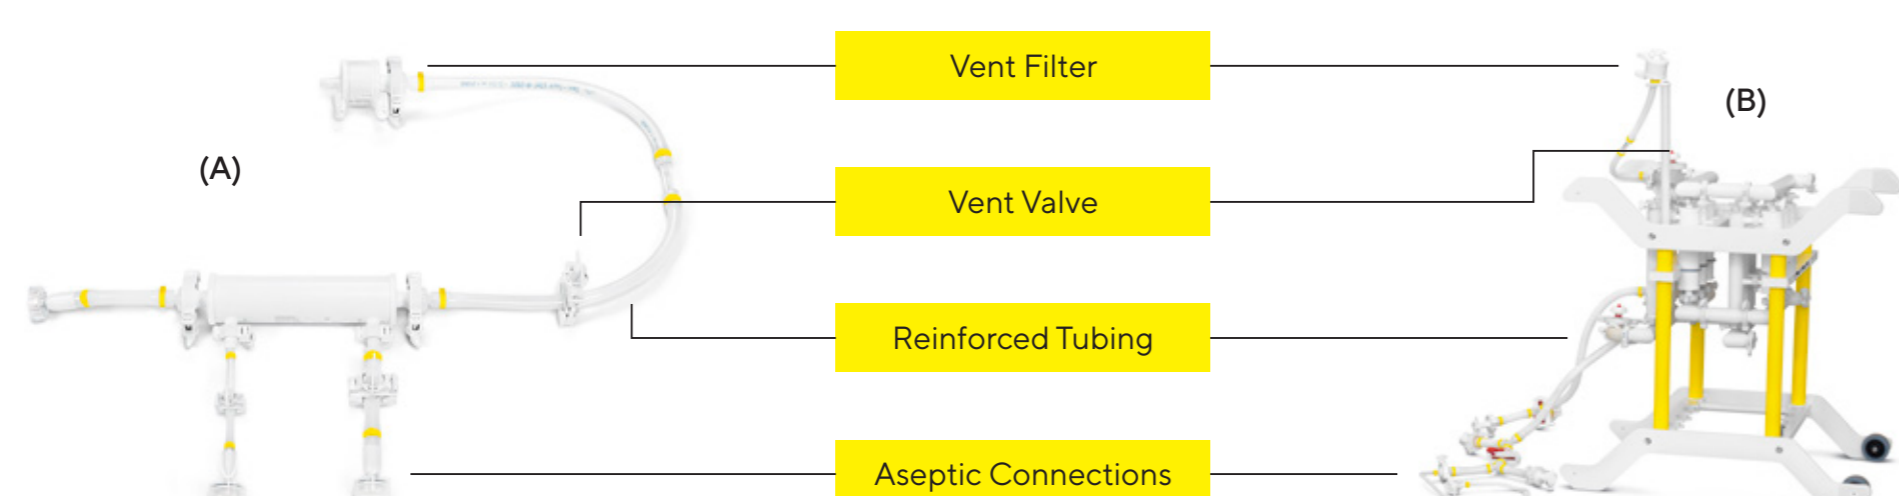 Vent Filter
(B)
(A)
Vent Valve
Reinforced Tubing
Aseptic Connections